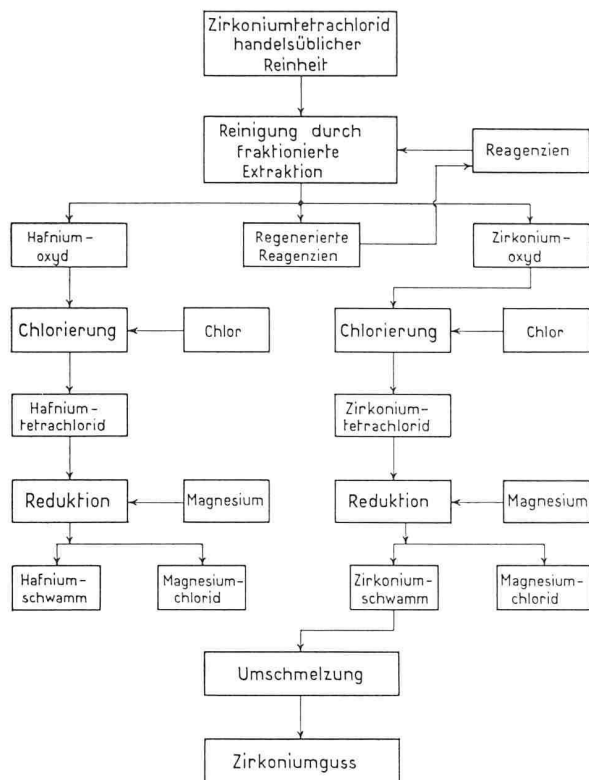 Zirkoniumtetrachlorid
handelsüblicher
Reinheit
Reinigung durch
fraktionierte
Extraktion
Reagenzien
Hafnium-
oxyd
Regenerierte
Reagenzien
Zirkonium-
oxyd
Chlorierung
Chlor
Chlorierung
Chlor
Hafnium-
tetrachlorid
Zirkonium-
tetrachlorid
Reduktion
Magnesium
Reduktion
Magnesium
Hafnium-
schwamm
Magnesium-
chlorid
Zirkonium-
schwamm
Magnesium-
chlorid
Umschmelzung
Zirkoniumguss